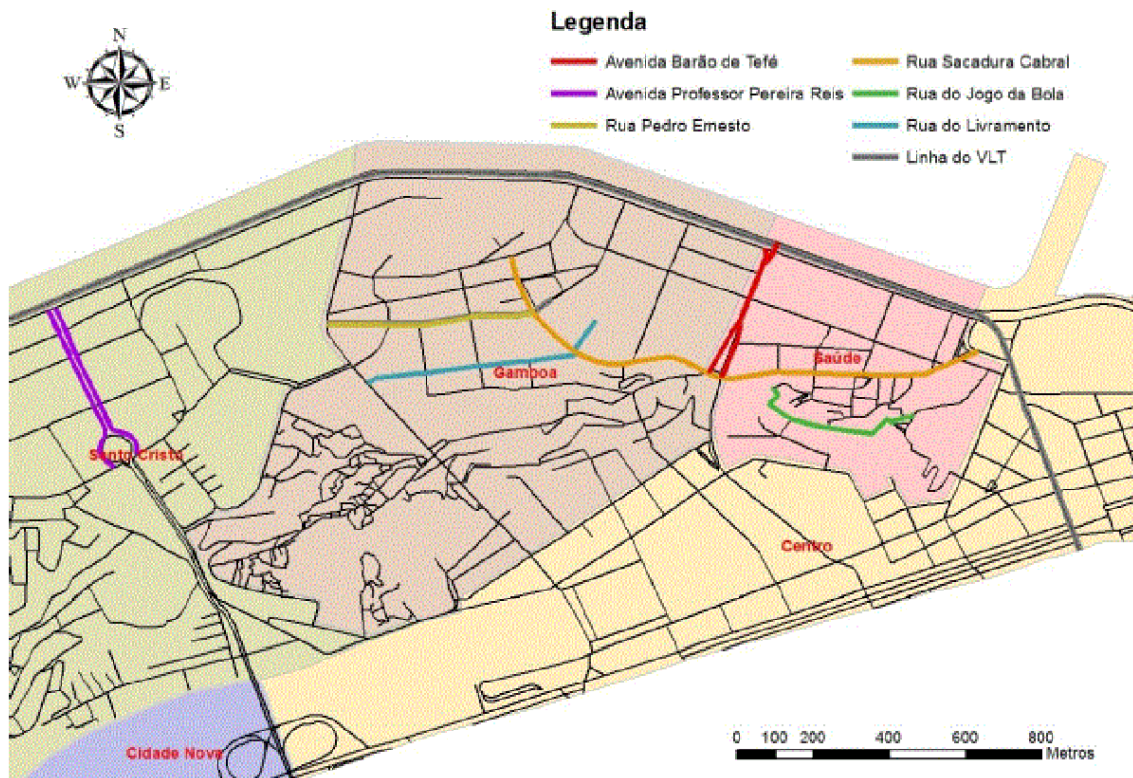 Legenda
Avenida Barão de Tefé
Avenida Professor Pereira Reis
Rua Pedro Ernesto
Rua Sacadura Cabral
Rua do Jogo da Bola
Rua do Livramento
Linha do VLT
N
W E
S
Saúde
Gamboa
Santo Cristo
Centro
Cidade Nova
0 100 200 400 600 800
Metros